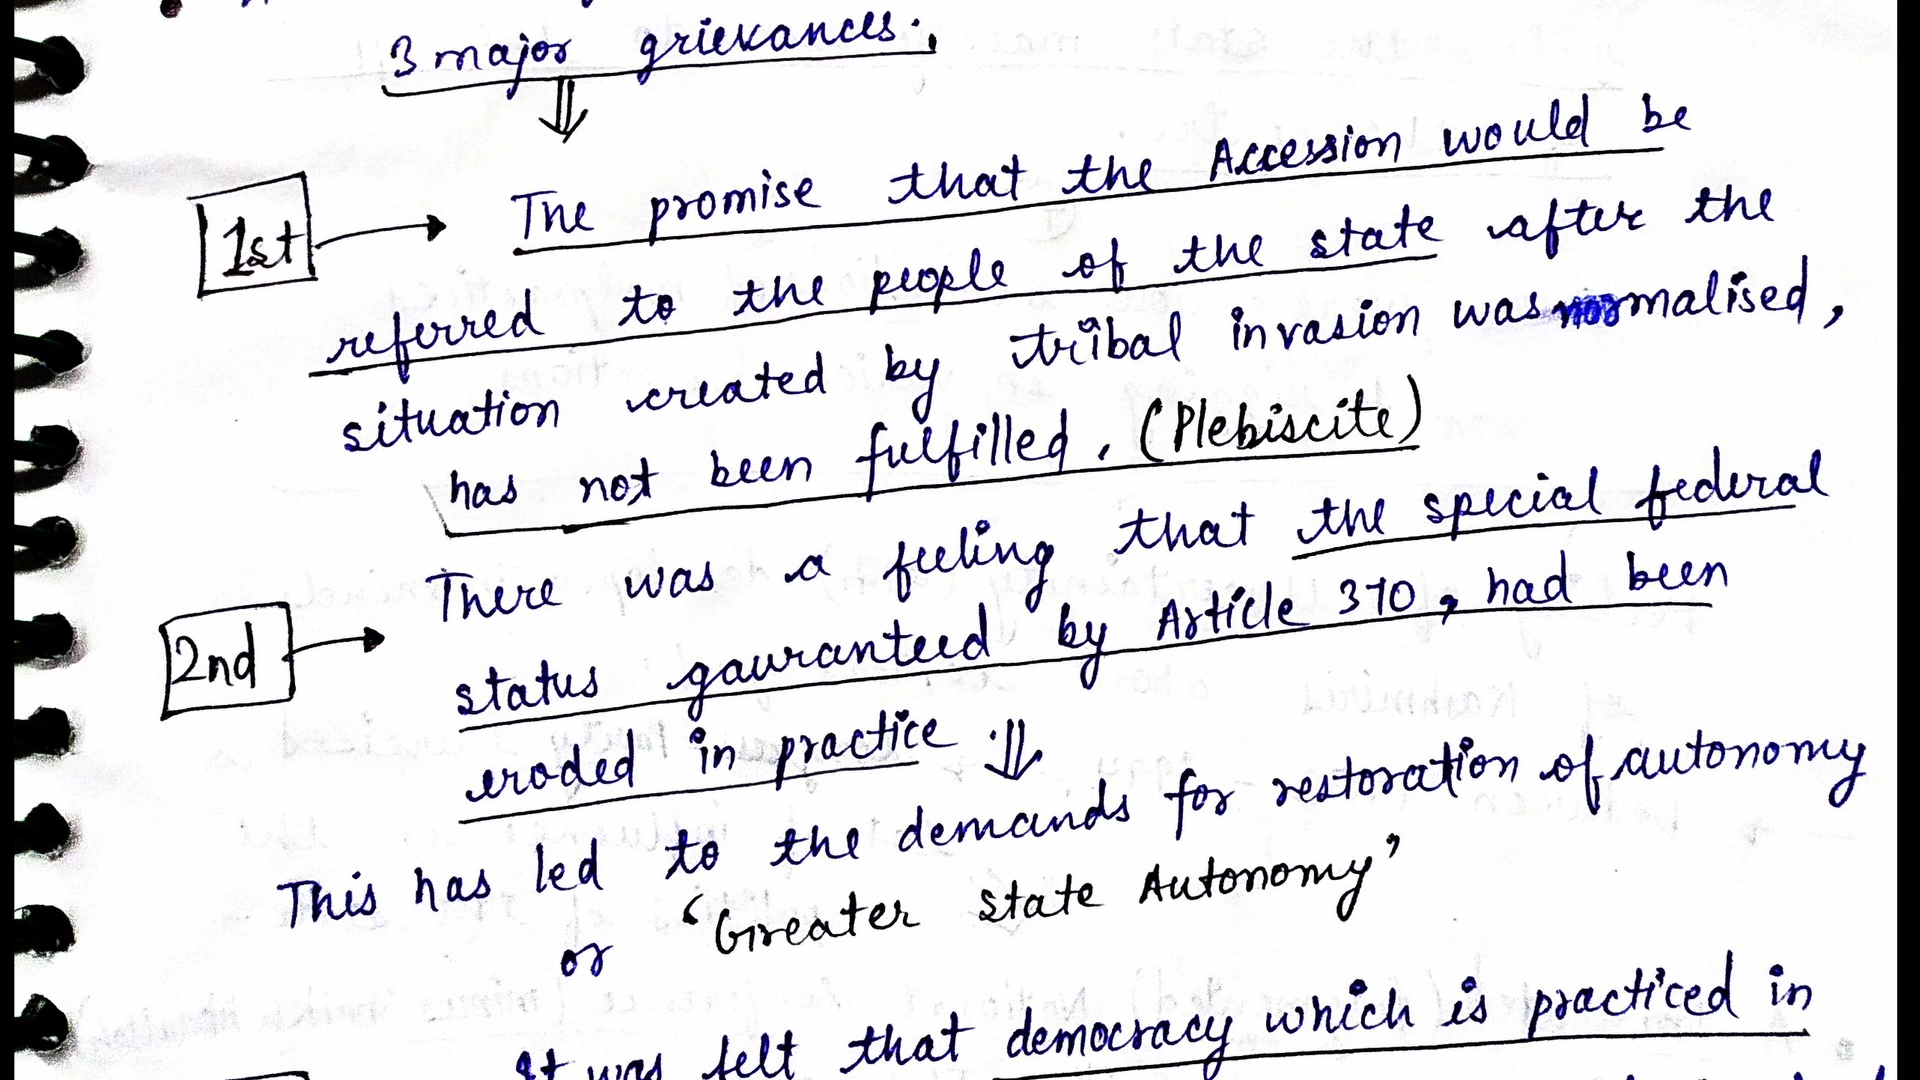 3 major grievances.
1st
The promise that the Accession would be
referred to the people of the state after the
situation created by tribal invasion was normalised,
has not been fulfilled. (Plebiscite)
2nd
There was a feeling that the special federal
status gauranteed by Article 370, had been
eroded in practice.
This has led to the demands for restoration of autonomy
or 'Greater State Autonomy'
It was felt that democracy which is practiced in